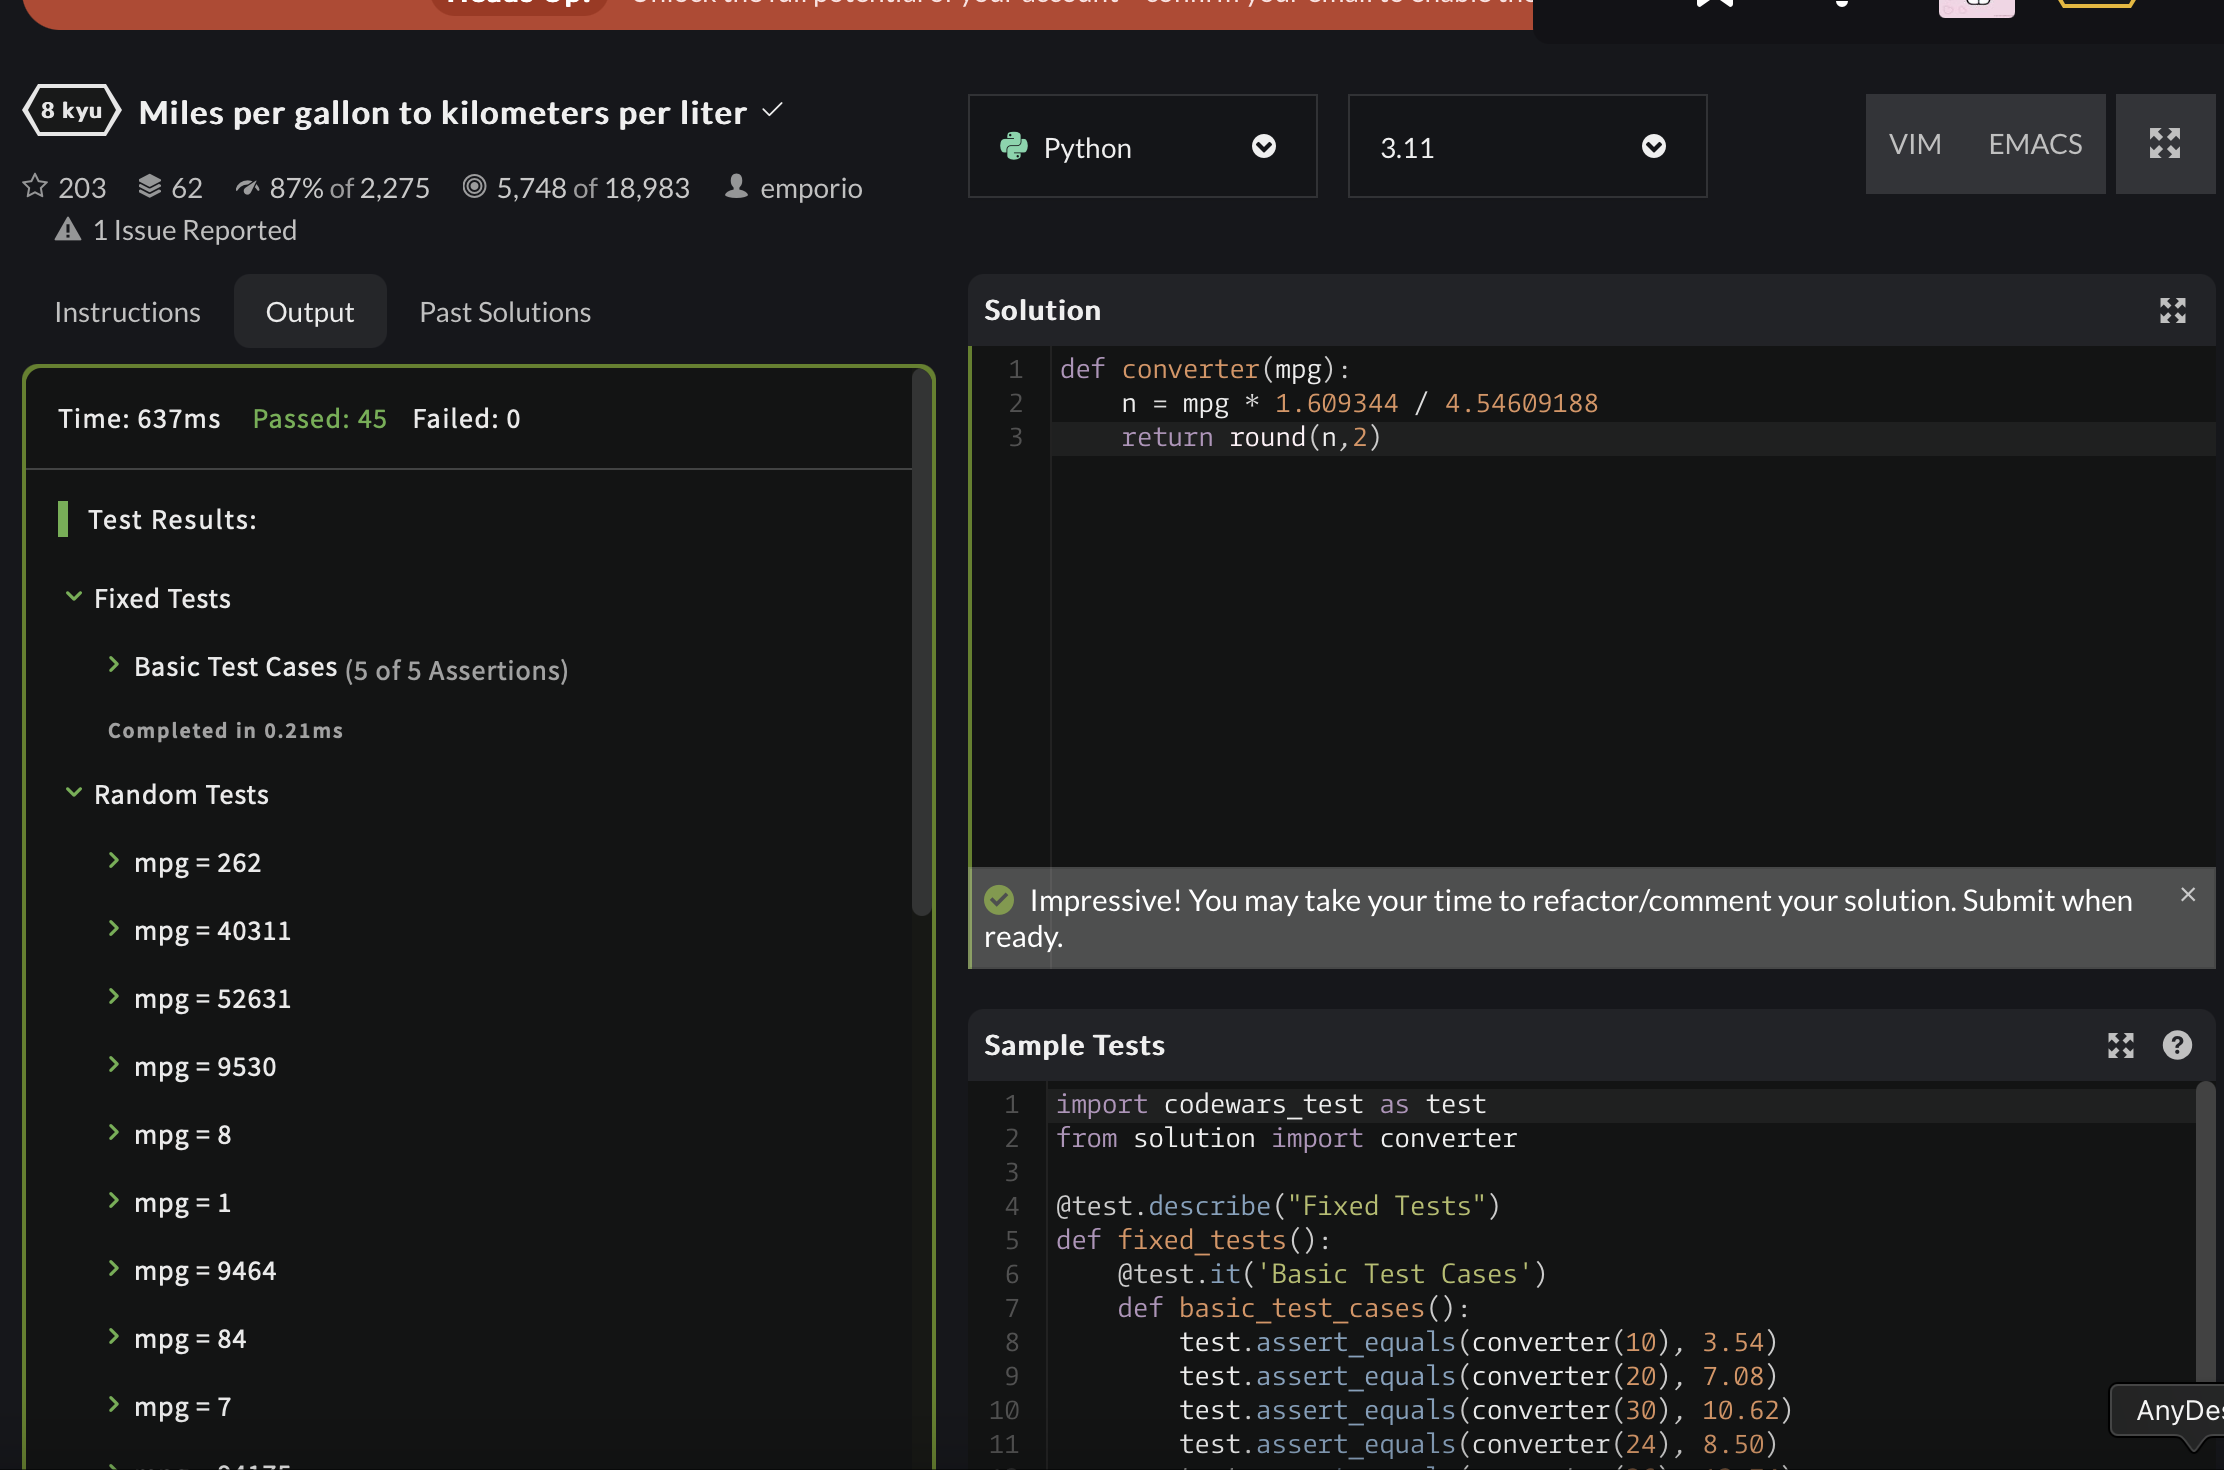 8 kyu Miles per gallon to kilometers per liter
203 62 87% of 2,275 5,748 of 18,983 emporio
1 Issue Reported
Python 3.11 VIM EMACS
Instructions Output Past Solutions
Time: 637ms Passed: 45 Failed: 0
Test Results:
Fixed Tests
Basic Test Cases (5 of 5 Assertions)
Completed in 0.21ms
Random Tests
mpg = 262
mpg = 40311
mpg = 52631
mpg = 9530
mpg = 8
mpg = 1
mpg = 9464
mpg = 84
mpg = 7
Solution
1 def converter(mpg):
2 n = mpg * 1.609344 / 4.54609188
3 return round(n,2)
Impressive! You may take your time to refactor/comment your solution. Submit when
ready.
Sample Tests
1 import codewars_test as test
2 from solution import converter
3
4 @test.describe("Fixed Tests")
5 def fixed_tests():
6 @test.it('Basic Test Cases')
7 def basic_test_cases():
8 test.assert_equals(converter(10), 3.54)
9 test.assert_equals(converter(20), 7.08)
10 test.assert_equals(converter(30), 10.62)
11 test.assert_equals(converter(24), 8.50)
AnyDes